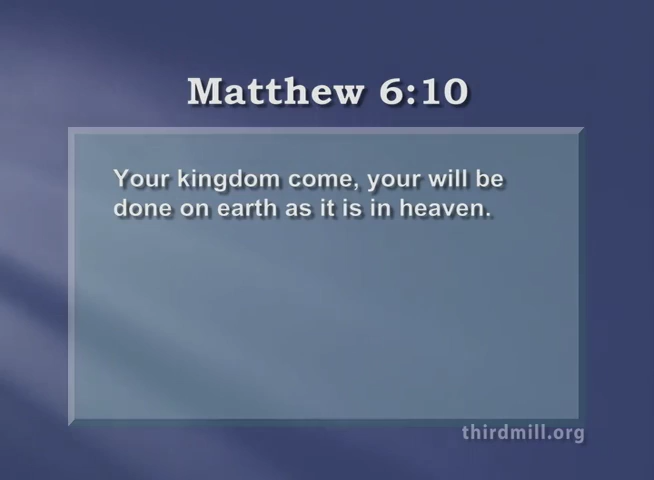 Matthew 6:10
Your kingdom come, your will be
done on earth as it is in heaven.
thirdmill.org